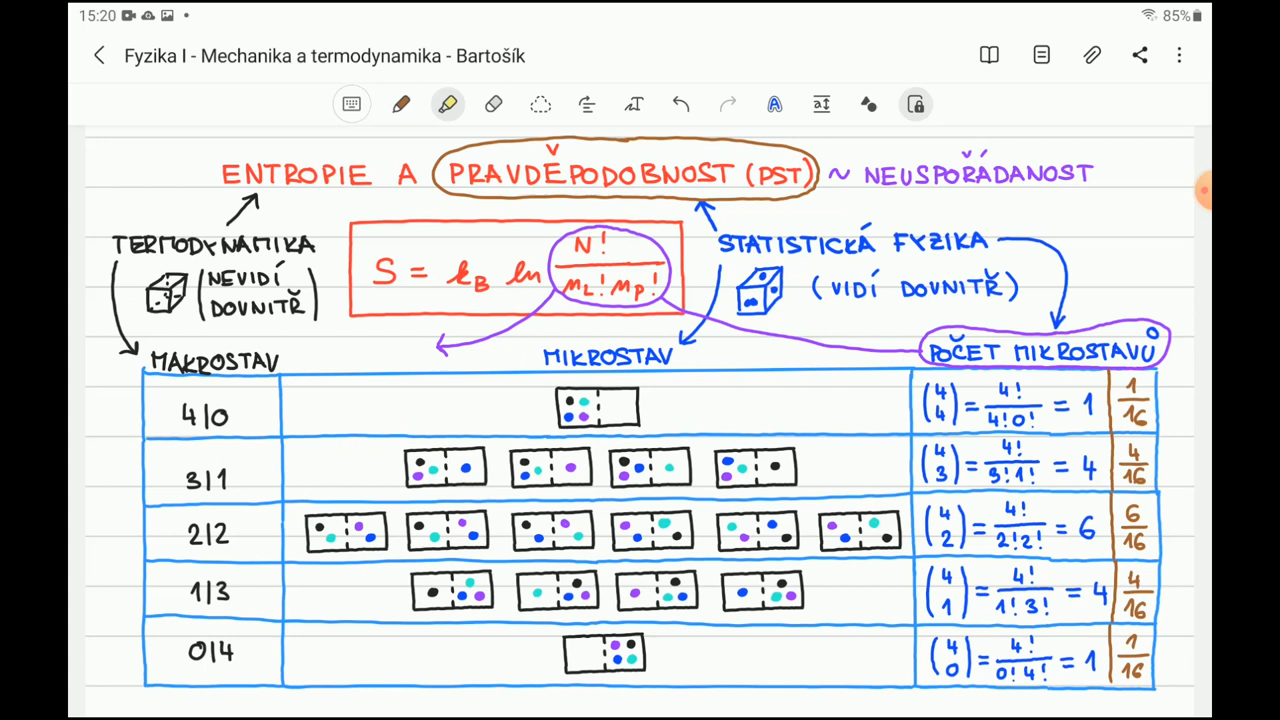 15:20
85%
Fyzika I - Mechanika a termodynamika - Bartošík
ENTROPIE A PRAVDĚPODOBNOST (PST) ~ NEUSPOŘÁDANOST
TERMODYNAMIKA
(NEVIDÍ DOVNITŘ)
S = k_B ln N! / n_L! n_P!
STATISTICKÁ FYZIKA
(VIDÍ DOVNITŘ)
MAKROSTAV MIKROSTAV POČET MIKROSTAVŮ
4|0 (4 4) = 4!/4!0! = 1 1/16
3|1 (4 3) = 4!/3!1! = 4 4/16
2|2 (4 2) = 4!/2!2! = 6 6/16
1|3 (4 1) = 4!/1!3! = 4 4/16
0|4 (4 0) = 4!/0!4! = 1 1/16